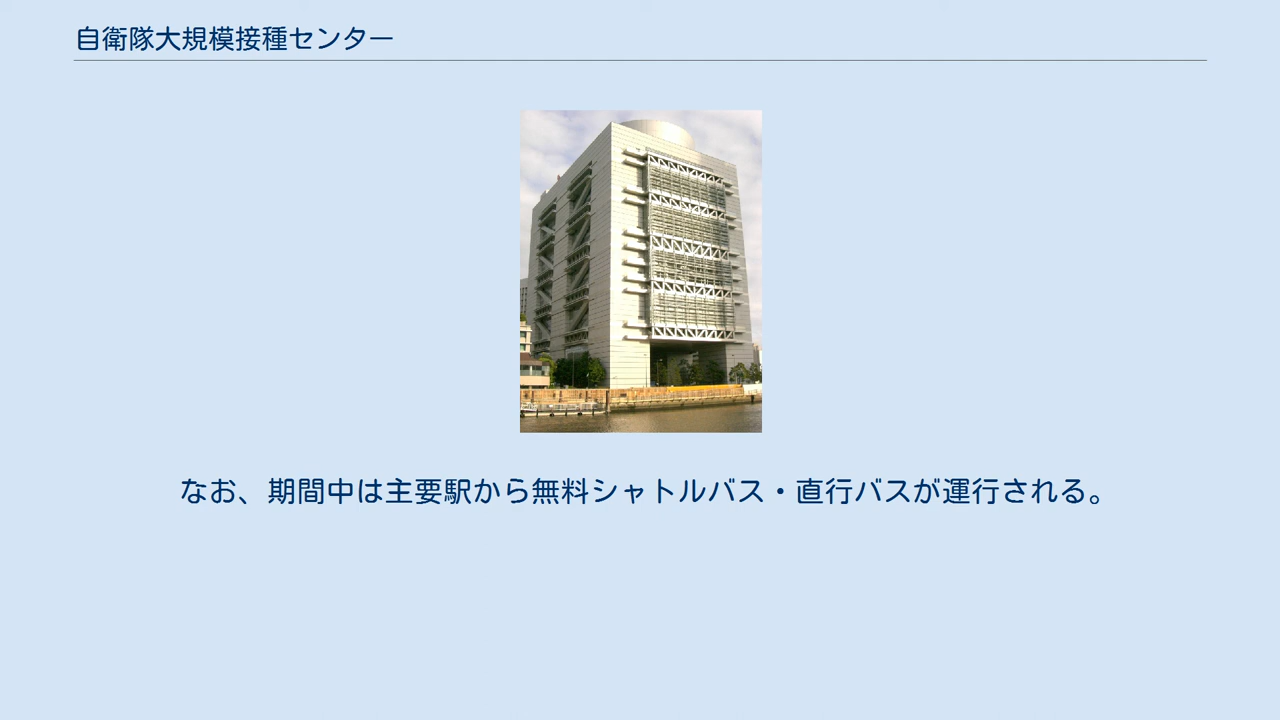 自衛隊大規模接種センター
なお、期間中は主要駅から無料シャトルバス・直行バスが運行される。